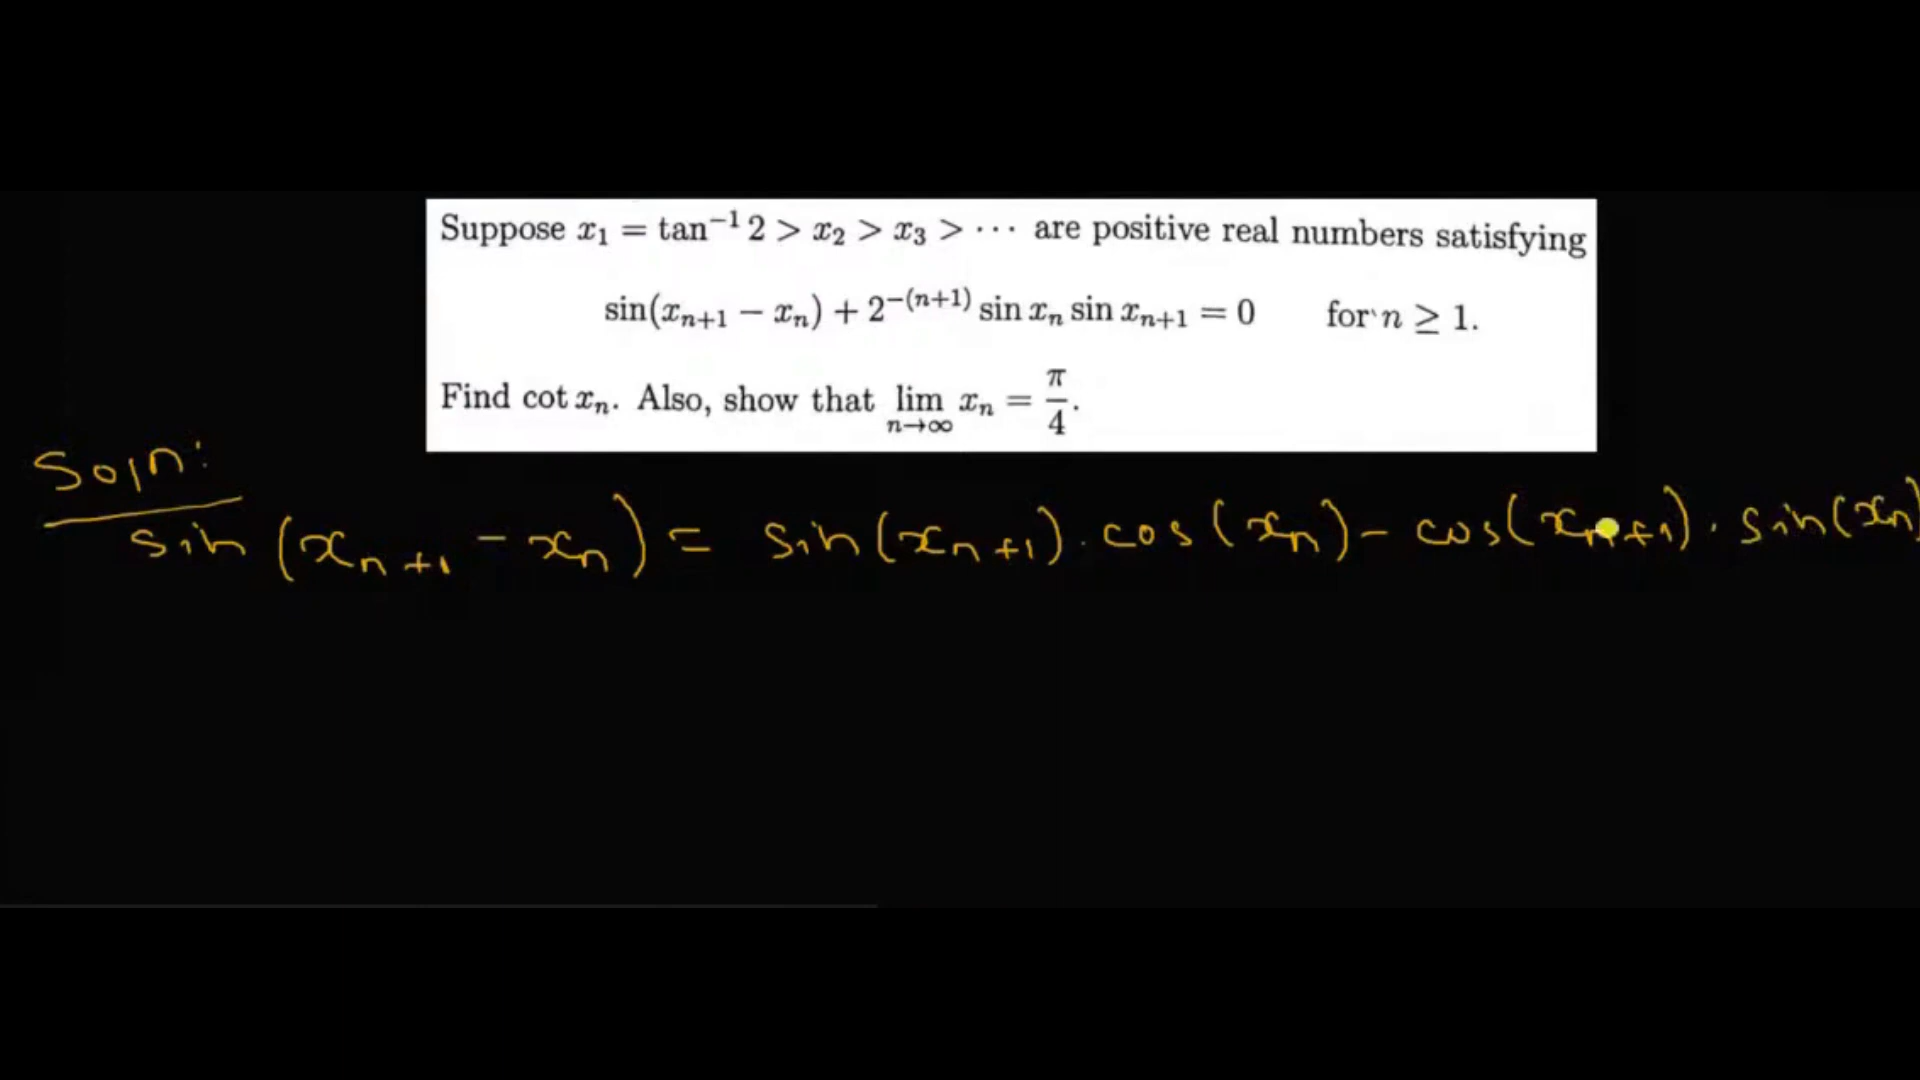 Suppose x₁ = tan⁻¹ 2 > x₂ > x₃ > ··· are positive real numbers satisfying
sin(xₙ₊₁ − xₙ) + 2⁻⁽ⁿ⁺¹⁾ sin xₙ sin xₙ₊₁ = 0 for n ≥ 1.
Find cot xₙ. Also, show that lim n→∞ xₙ = π/4.
Soln:
sin(xₙ₊₁ − xₙ) = sin(xₙ₊₁) · cos(xₙ) − cos(xₙ₊₁) · sin(xₙ)